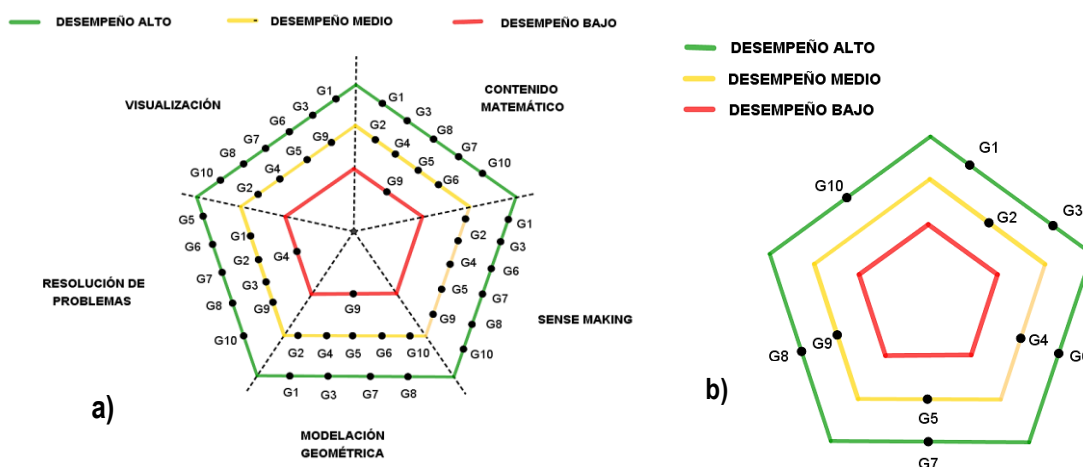 DESEMPEÑO ALTO
DESEMPEÑO MEDIO
DESEMPEÑO BAJO
VISUALIZACIÓN
CONTENIDO
MATEMÁTICO
RESOLUCIÓN DE
PROBLEMAS
SENSE MAKING
MODELACIÓN
GEOMÉTRICA
G1
G3
G6
G7
G8
G10
G1
G3
G8
G7
G10
G9
G5
G4
G2
G2
G4
G5
G6
G9
G5
G6
G7
G8
G10
G1
G2
G3
G9
G4
G9
G1
G3
G6
G7
G8
G10
G2
G4
G5
G9
G2
G4
G5
G6
G10
G1
G3
G7
G8
a)
DESEMPEÑO ALTO
DESEMPEÑO MEDIO
DESEMPEÑO BAJO
G1
G10
G3
G2
G8
G9
G4
G5
G7
b)